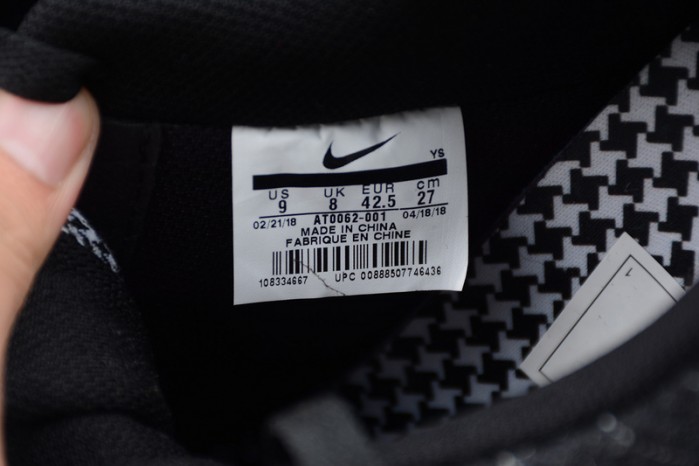 YS
US UK EUR cm
9 8 42.5 27
02/21/18 AT0062-001 04/18/18
MADE IN CHINA
FABRIQUE EN CHINE
108334667 UPC 00888507746436
1